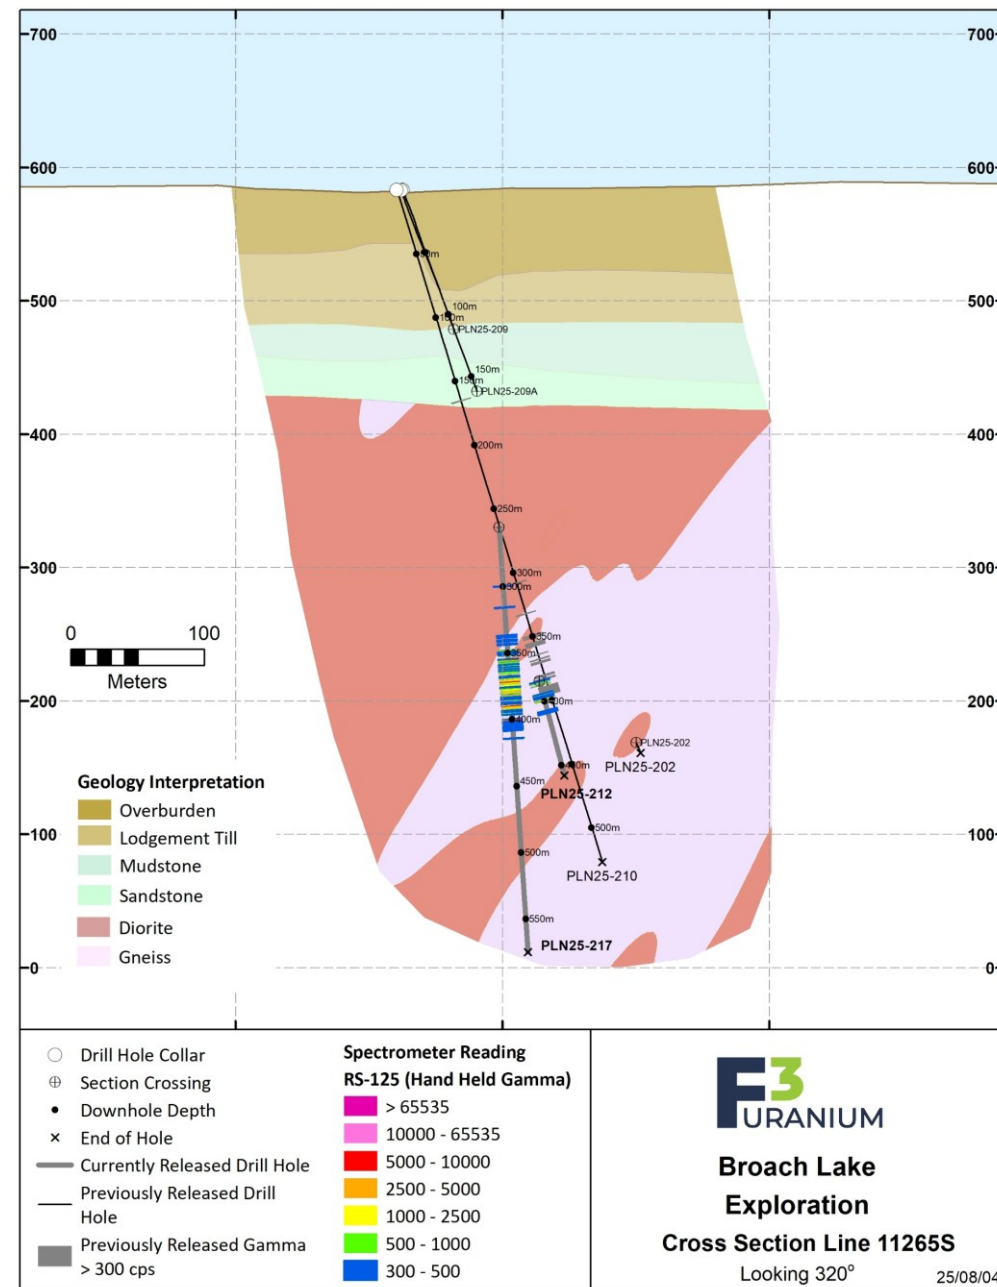 700 700
600 600
50m
100m
100m
500 500
PLN25-209
150m
150m
PLN25-209A
400 400
200m
250m
300 300
300m
300m
0 100
Meters
350m
350m
200 200
400m
400m
PLN25-202
PLN25-202
450m
PLN25-212
Geology Interpretation
Overburden
Lodgement Till
Mudstone
Sandstone
Diorite
Gneiss
100 100
500m
500m
PLN25-210
550m
PLN25-217
0 0
Drill Hole Collar
Section Crossing
Downhole Depth
End of Hole
Currently Released Drill Hole
Previously Released Drill
Hole
Previously Released Gamma
> 300 cps
Spectrometer Reading
RS-125 (Hand Held Gamma)
> 65535
10000 - 65535
5000 - 10000
2500 - 5000
1000 - 2500
500 - 1000
300 - 500
F3
URANIUM
Broach Lake
Exploration
Cross Section Line 11265S
Looking 320°
25/08/04